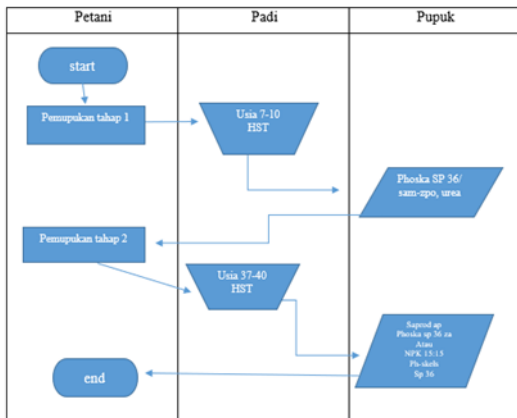 Petani
Padi
Pupuk
start
Pemupukan tahap 1
Usia 7-10
HST
Phoska SP 36/
sam-zpo, urea
Pemupukan tahap 2
Usia 37-40
HST
Saprod ap
Phoska sp 36 za
Atau
NPK 15:15
Sp 36
end